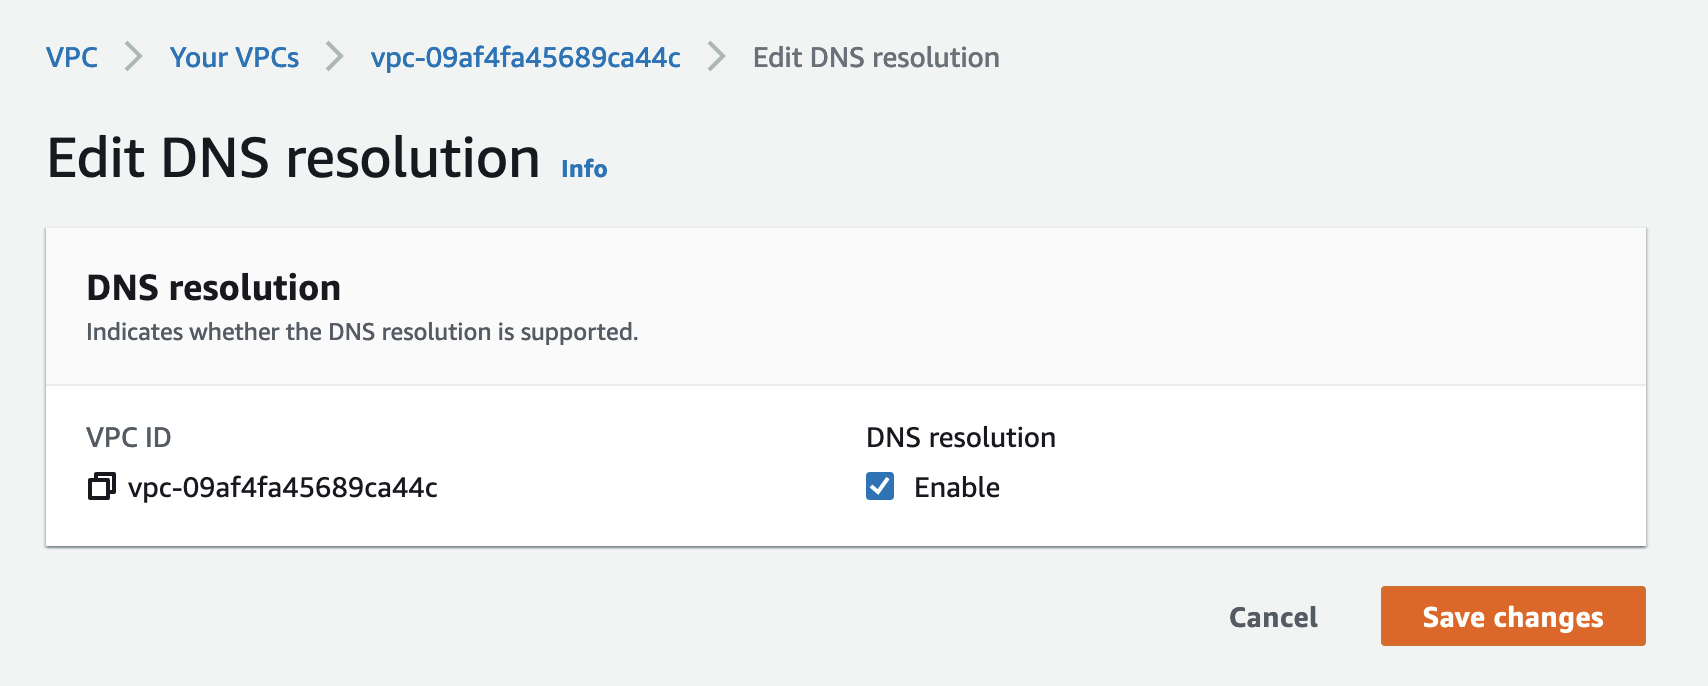 VPC > Your VPCs > vpc-09af4fa45689ca44c > Edit DNS resolution
Edit DNS resolution Info
DNS resolution
Indicates whether the DNS resolution is supported.
VPC ID
vpc-09af4fa45689ca44c
DNS resolution
Enable
Cancel Save changes